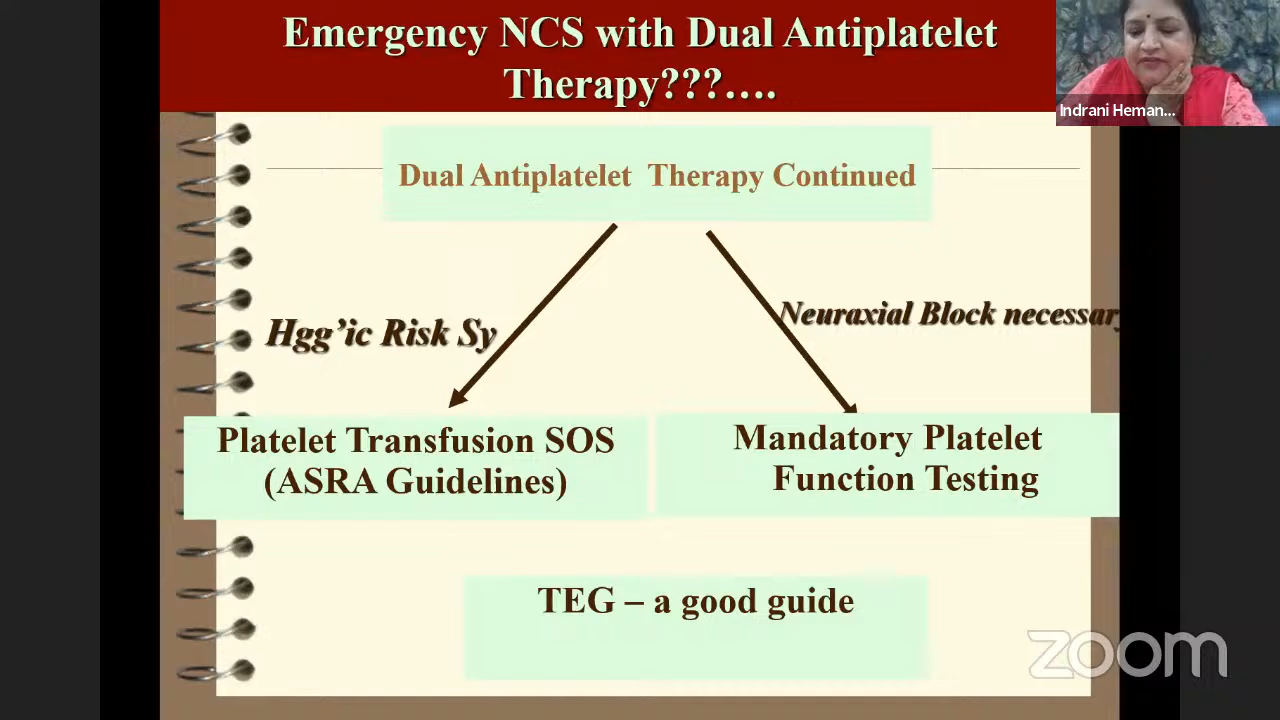 Emergency NCS with Dual Antiplatelet
Therapy???....
Indrani Heman...
Dual Antiplatelet Therapy Continued
Hgg'ic Risk Sy
Neuraxial Block necessary
Platelet Transfusion SOS
(ASRA Guidelines)
Mandatory Platelet
Function Testing
TEG – a good guide
zoom